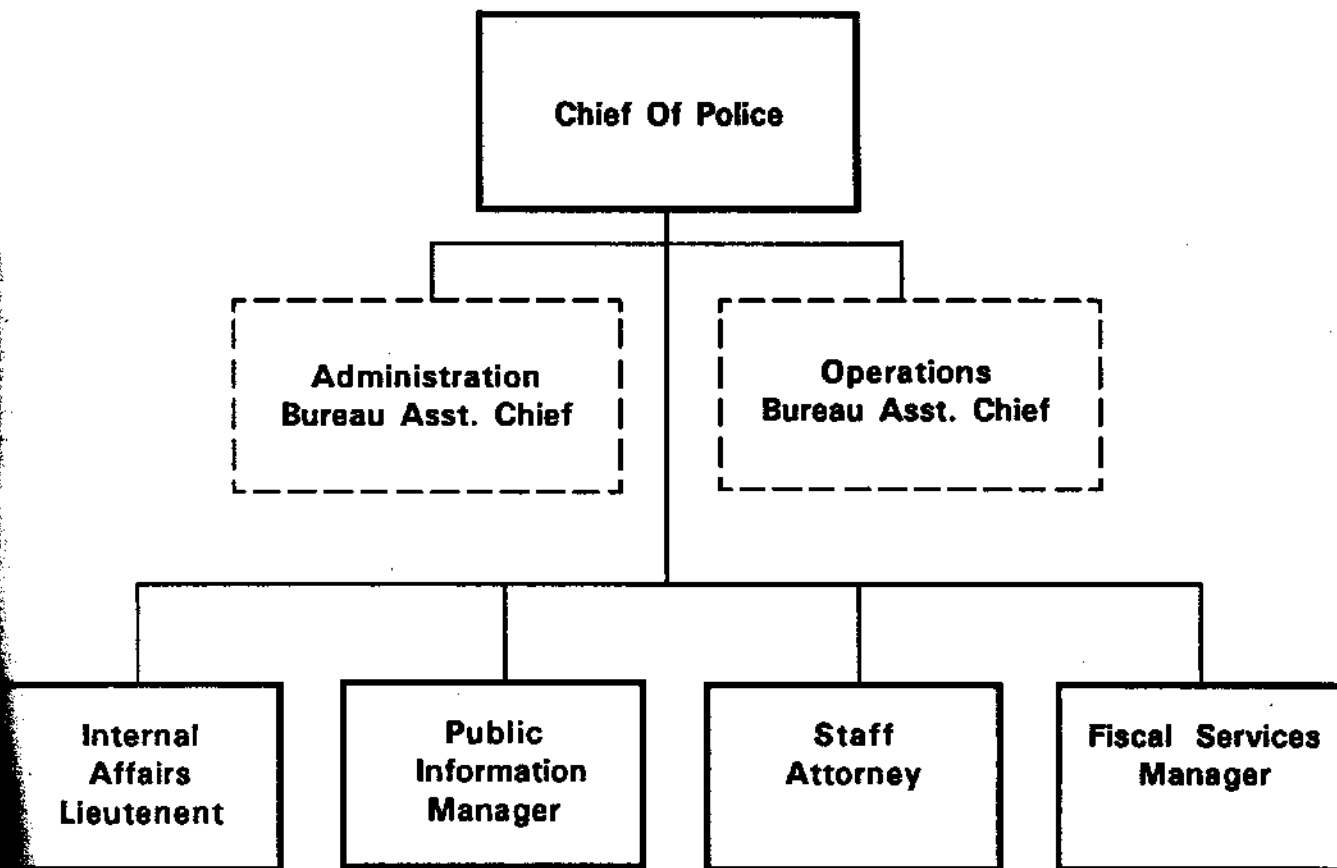 Chief Of Police
Administration
Bureau Asst. Chief
Operations
Bureau Asst. Chief
Internal
Affairs
Lieutenent
Public
Information
Manager
Staff
Attorney
Fiscal Services
Manager